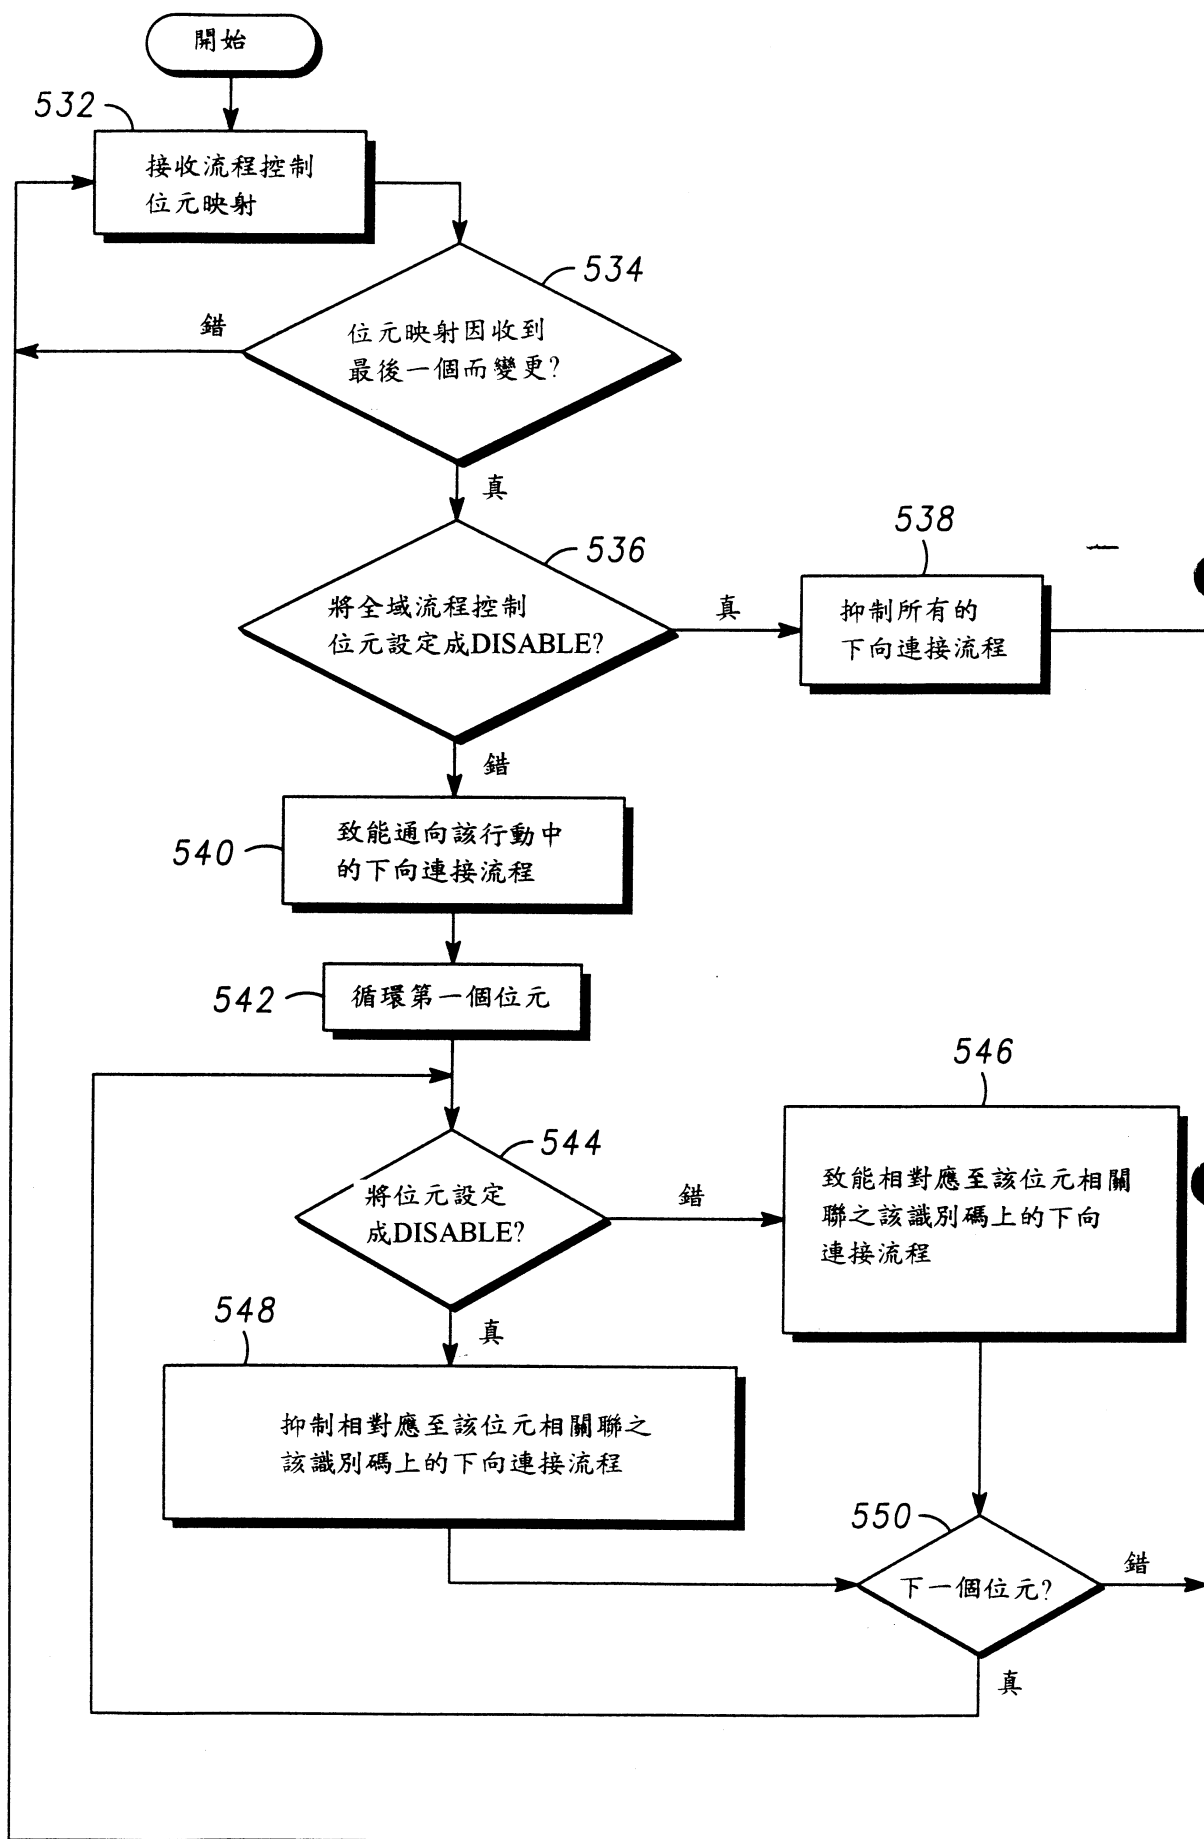 開始
532
接收流程控制
位元映射
534
錯
位元映射因收到
最後一個而變更?
真
536
538
將全域流程控制
位元設定成DISABLE?
真
抑制所有的
下向連接流程
錯
540
致能通向該行動中
的下向連接流程
542
循環第一個位元
544
546
將位元設定
成DISABLE?
錯
致能相對應至該位元相關
聯之該識別碼上的下向
連接流程
548
真
抑制相對應至該位元相關聯之
該識別碼上的下向連接流程
550
下一個位元?
錯
真